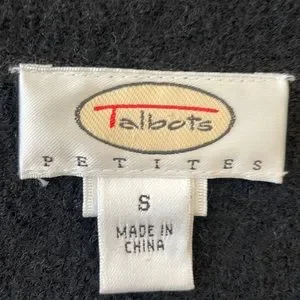 Talbots
PETITES
S
MADE IN
CHINA